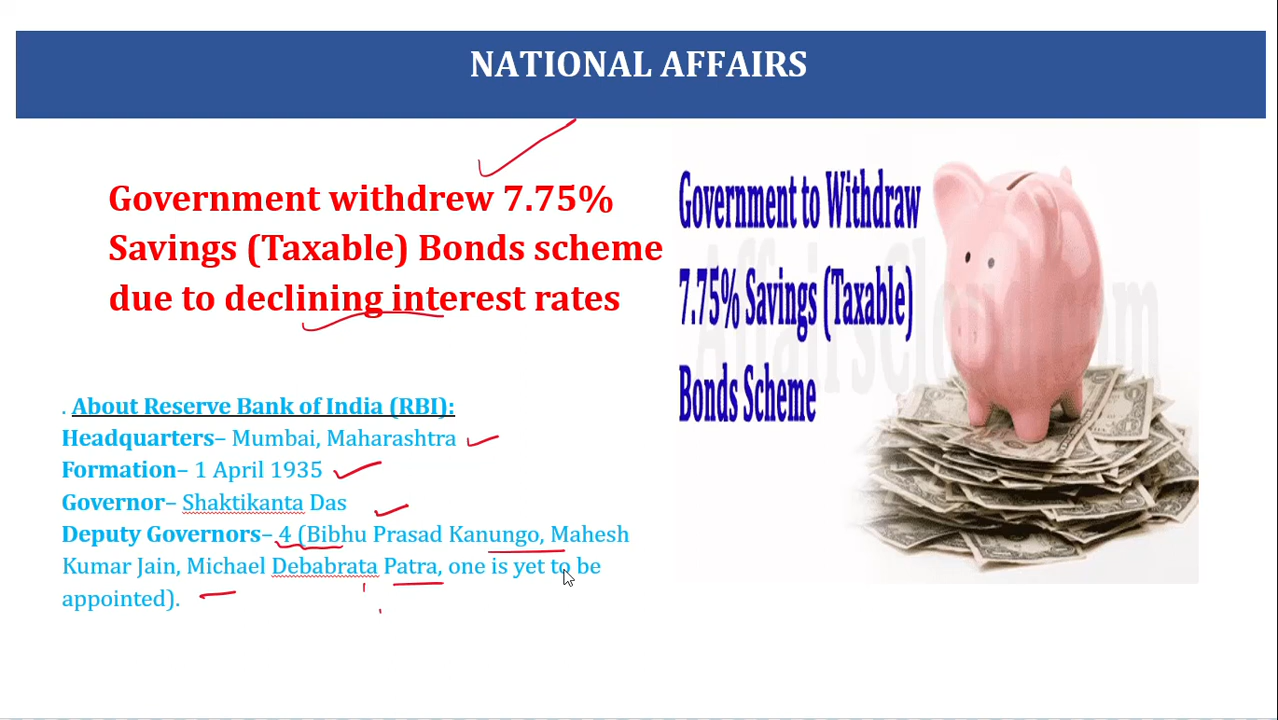 NATIONAL AFFAIRS
Government withdrew 7.75%
Savings (Taxable) Bonds scheme
due to declining interest rates
Government to Withdraw
7.75% Savings (Taxable)
Bonds Scheme
AffairsCloud.com
. About Reserve Bank of India (RBI):
Headquarters– Mumbai, Maharashtra
Formation– 1 April 1935
Governor– Shaktikanta Das
Deputy Governors– 4 (Bibhu Prasad Kanungo, Mahesh
Kumar Jain, Michael Debabrata Patra, one is yet to be
appointed).